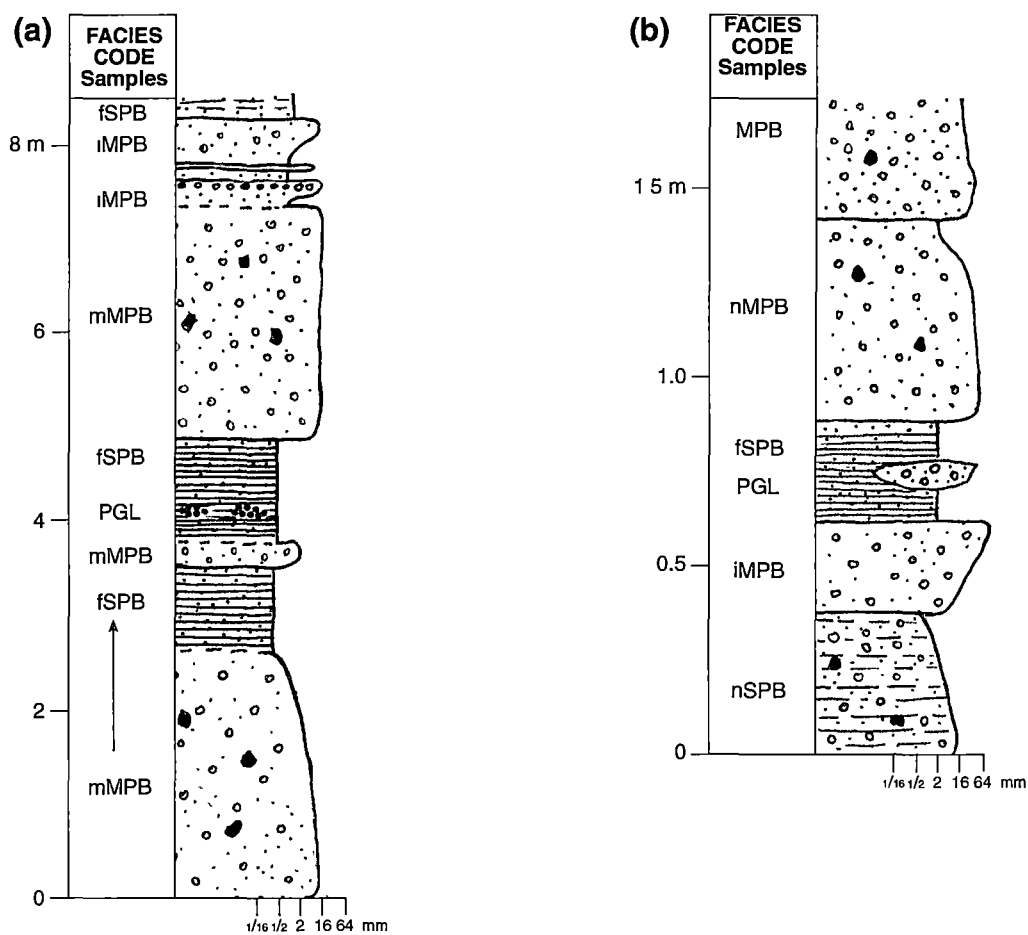 (a)
FACIES
CODE
Samples
fSPB
8 m
ıMPB
ıMPB
mMPB
6
fSPB
PGL
4
mMPB
fSPB
2
mMPB
0
1/16 1/2 2 16 64 mm
(b)
FACIES
CODE
Samples
MPB
1 5 m
nMPB
1.0
fSPB
PGL
0.5
iMPB
nSPB
0
1/16 1/2 2 16 64 mm